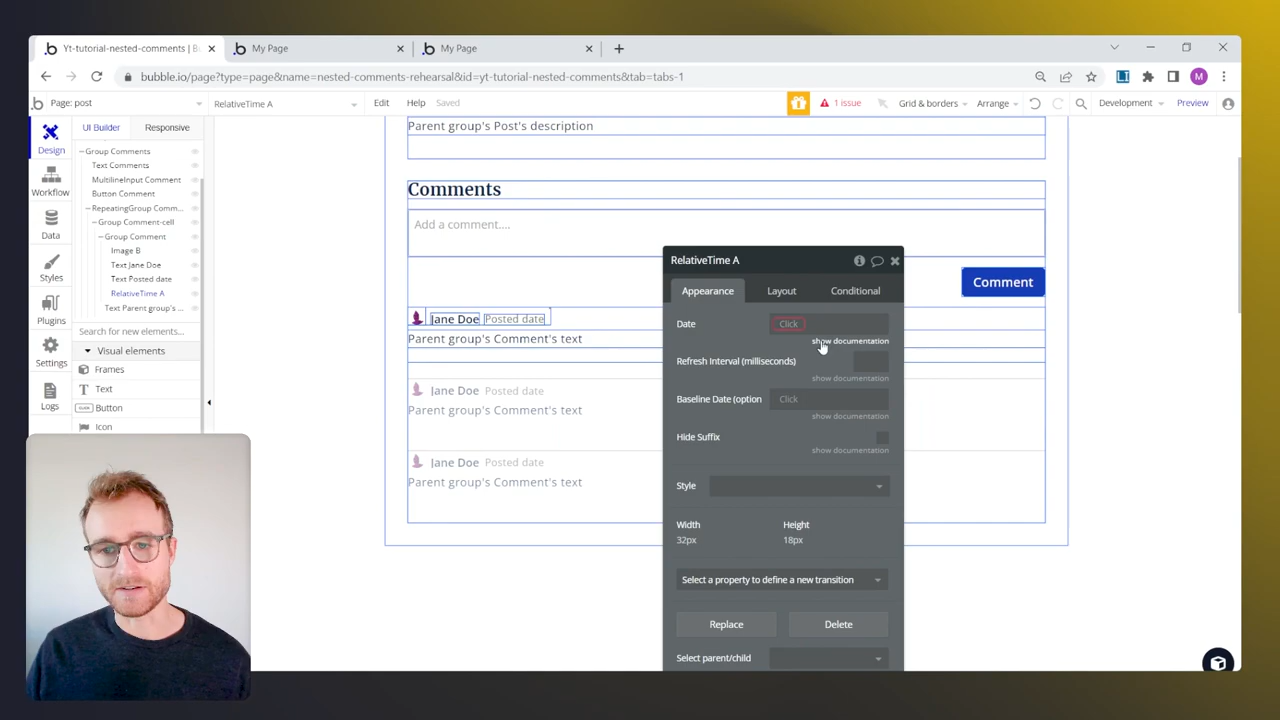 Yt-tutorial-nested-comments | B
My Page
My Page
bubble.io/page?type=page&name=nested-comments-rehearsal&id=yt-tutorial-nested-comments&tab=tabs-1
M
Page: post
RelativeTime A
Edit
Help
Saved
1 issue
Grid & borders
Arrange
Development
Preview
Design
Workflow
Data
Styles
Plugins
Settings
Logs
UI Builder
Responsive
Group Comments
Text Comments
MultilineInput Comment
Button Comment
RepeatingGroup Comm...
Group Comment-cell
Group Comment
Image B
Text Jane Doe
Text Posted date
RelativeTime A
Text Parent group's ...
Search for new elements...
Visual elements
Frames
Text
CLICK Button
Icon
Parent group's Post's description
Comments
Add a comment....
Comment
Jane Doe Posted date
Parent group's Comment's text
Jane Doe Posted date
Parent group's Comment's text
Jane Doe Posted date
Parent group's Comment's text
RelativeTime A
Appearance
Layout
Conditional
Date
Click
show documentation
Refresh Interval (milliseconds)
show documentation
Baseline Date (option
Click
show documentation
Hide Suffix
show documentation
Style
Width
Height
32px
18px
Select a property to define a new transition
Replace
Delete
Select parent/child